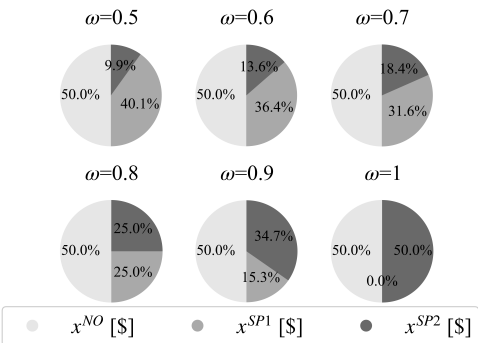 ω=0.5 ω=0.6 ω=0.7
9.9% 13.6% 18.4%
50.0% 50.0% 50.0%
40.1% 36.4% 31.6%
ω=0.8 ω=0.9 ω=1
25.0% 34.7%
50.0% 50.0% 50.0% 50.0%
25.0% 15.3% 0.0%
x^{NO} [$] x^{SP1} [$] x^{SP2} [$]